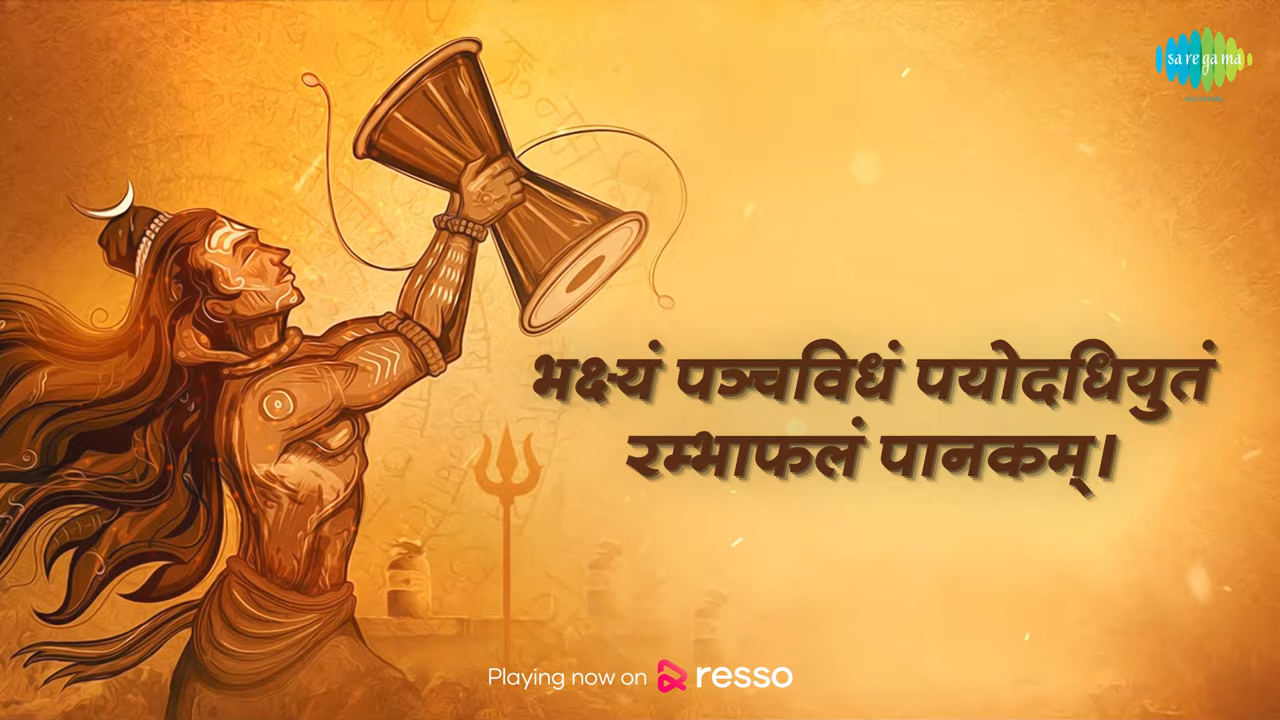 sa re ga ma
भक्ष्यं पञ्चविधं पयोदधियुतं
रम्भाफलं पानकम्।
Playing now on resso